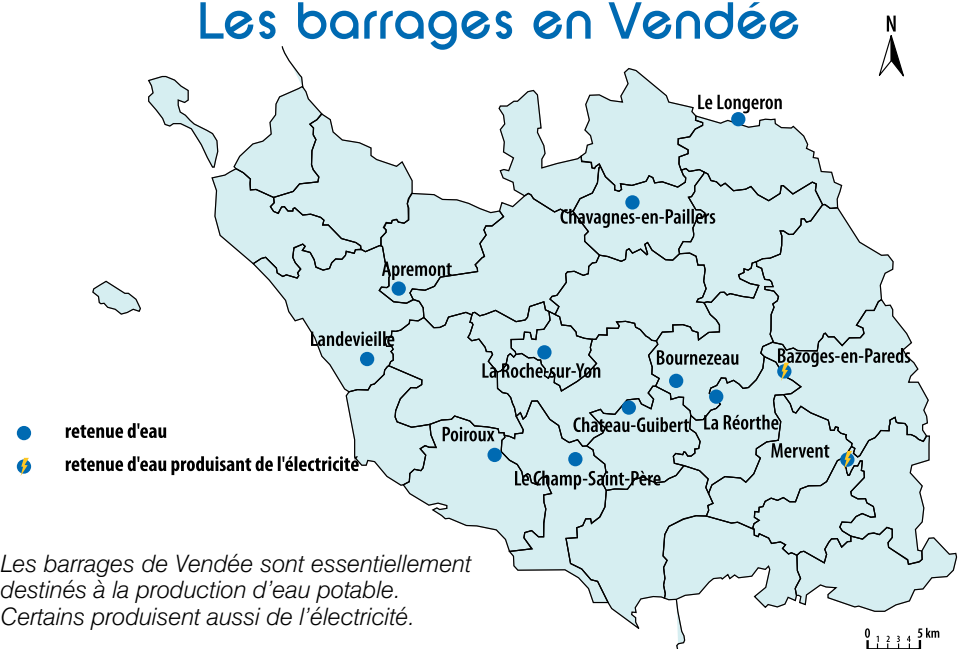 Les barrages en Vendée
N
Le Longeron
Chavagnes-en-Paillers
Apremont
Landevieille
La Roche-sur-Yon
Bournezeau
Bazoges-en-Pareds
Chateau-Guibert
La Réorthe
Poiroux
Mervent
Le Champ-Saint-Père
retenue d'eau
retenue d'eau produisant de l'électricité
Les barrages de Vendée sont essentiellement
destinés à la production d'eau potable.
Certains produisent aussi de l'électricité.
0 1 2 3 4 5 km